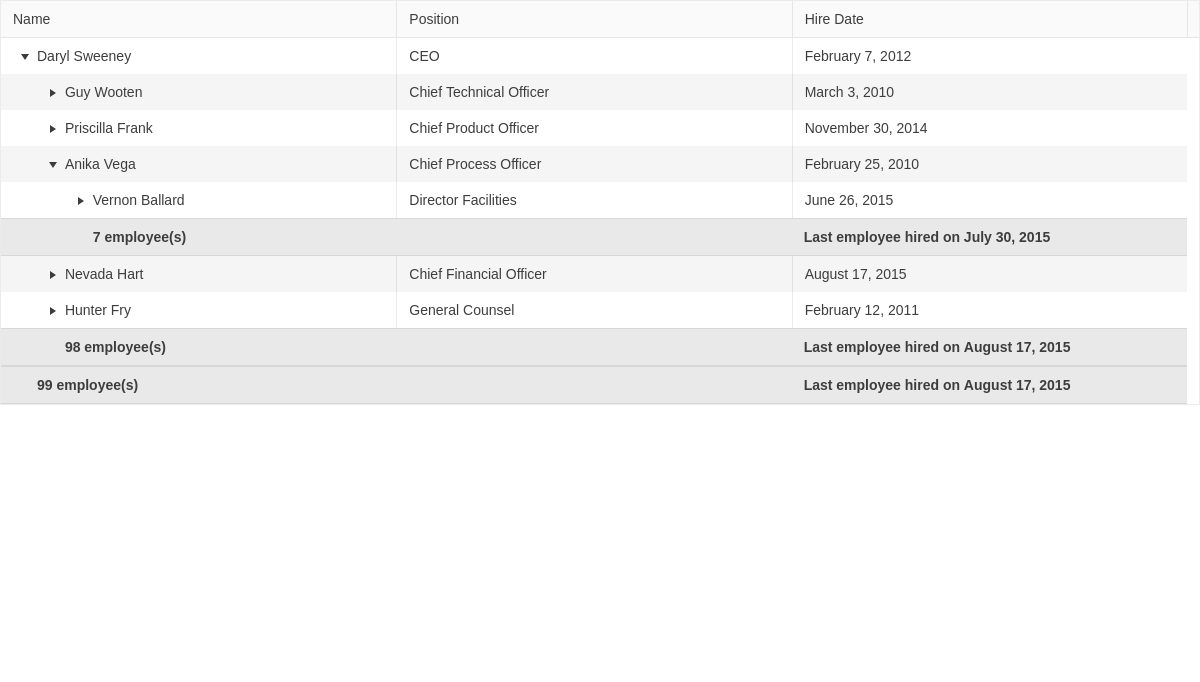 Name Position Hire Date
Daryl Sweeney CEO February 7, 2012
Guy Wooten Chief Technical Officer March 3, 2010
Priscilla Frank Chief Product Officer November 30, 2014
Anika Vega Chief Process Officer February 25, 2010
Vernon Ballard Director Facilities June 26, 2015
7 employee(s) Last employee hired on July 30, 2015
Nevada Hart Chief Financial Officer August 17, 2015
Hunter Fry General Counsel February 12, 2011
98 employee(s) Last employee hired on August 17, 2015
99 employee(s) Last employee hired on August 17, 2015